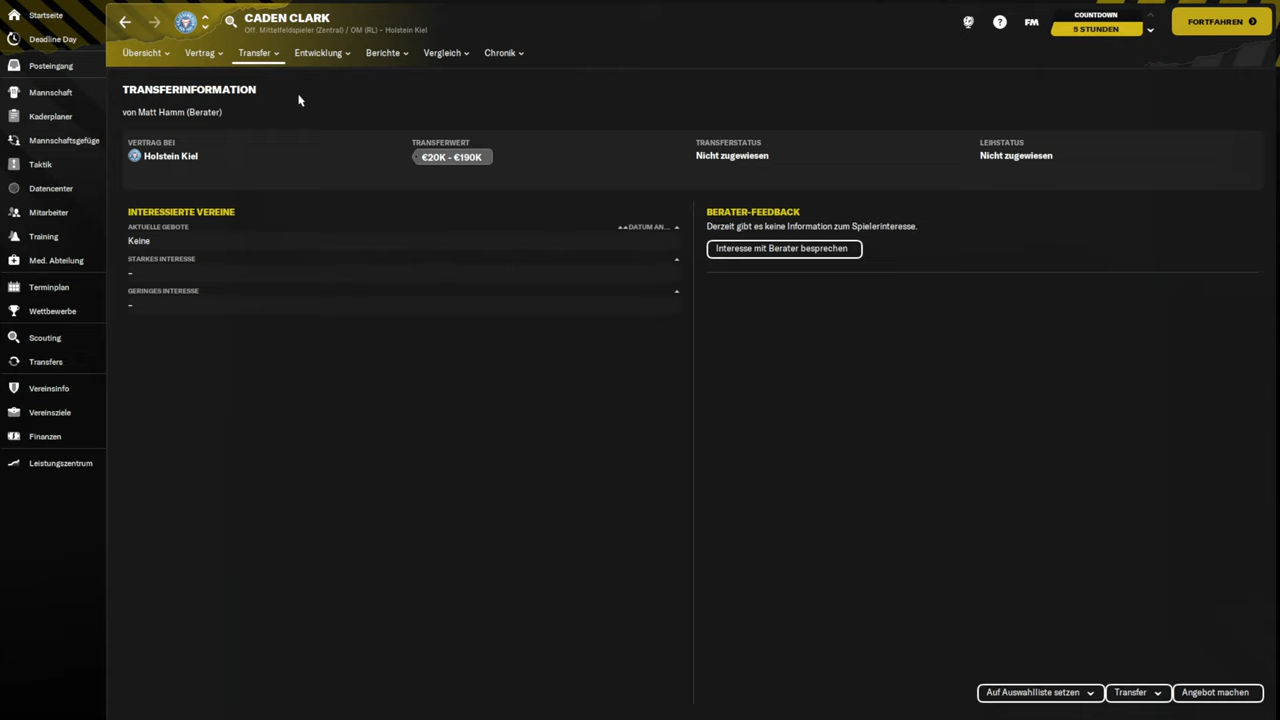 Startseite
Deadline Day
Posteingang
Mannschaft
Kaderplaner
Mannschaftsgefüge
Taktik
Datencenter
Mitarbeiter
Training
Med. Abteilung
Terminplan
Wettbewerbe
Scouting
Transfers
Vereinsinfo
Vereinsziele
Finanzen
Leistungszentrum
CADEN CLARK
Off. Mittelfeldspieler (Zentral) / OM (RL) - Holstein Kiel
FM
COUNTDOWN
5 STUNDEN
FORTFAHREN
Übersicht
Vertrag
Transfer
Entwicklung
Berichte
Vergleich
Chronik
TRANSFERINFORMATION
von Matt Hamm (Berater)
VERTRAG BEI
Holstein Kiel
TRANSFERWERT
€20K - €190K
TRANSFERSTATUS
Nicht zugewiesen
LEIHSTATUS
Nicht zugewiesen
INTERESSIERTE VEREINE
AKTUELLE GEBOTE
DATUM AN...
Keine
STARKES INTERESSE
-
GERINGES INTERESSE
-
BERATER-FEEDBACK
Derzeit gibt es keine Information zum Spielerinteresse.
Interesse mit Berater besprechen
Auf Auswahlliste setzen
Transfer
Angebot machen